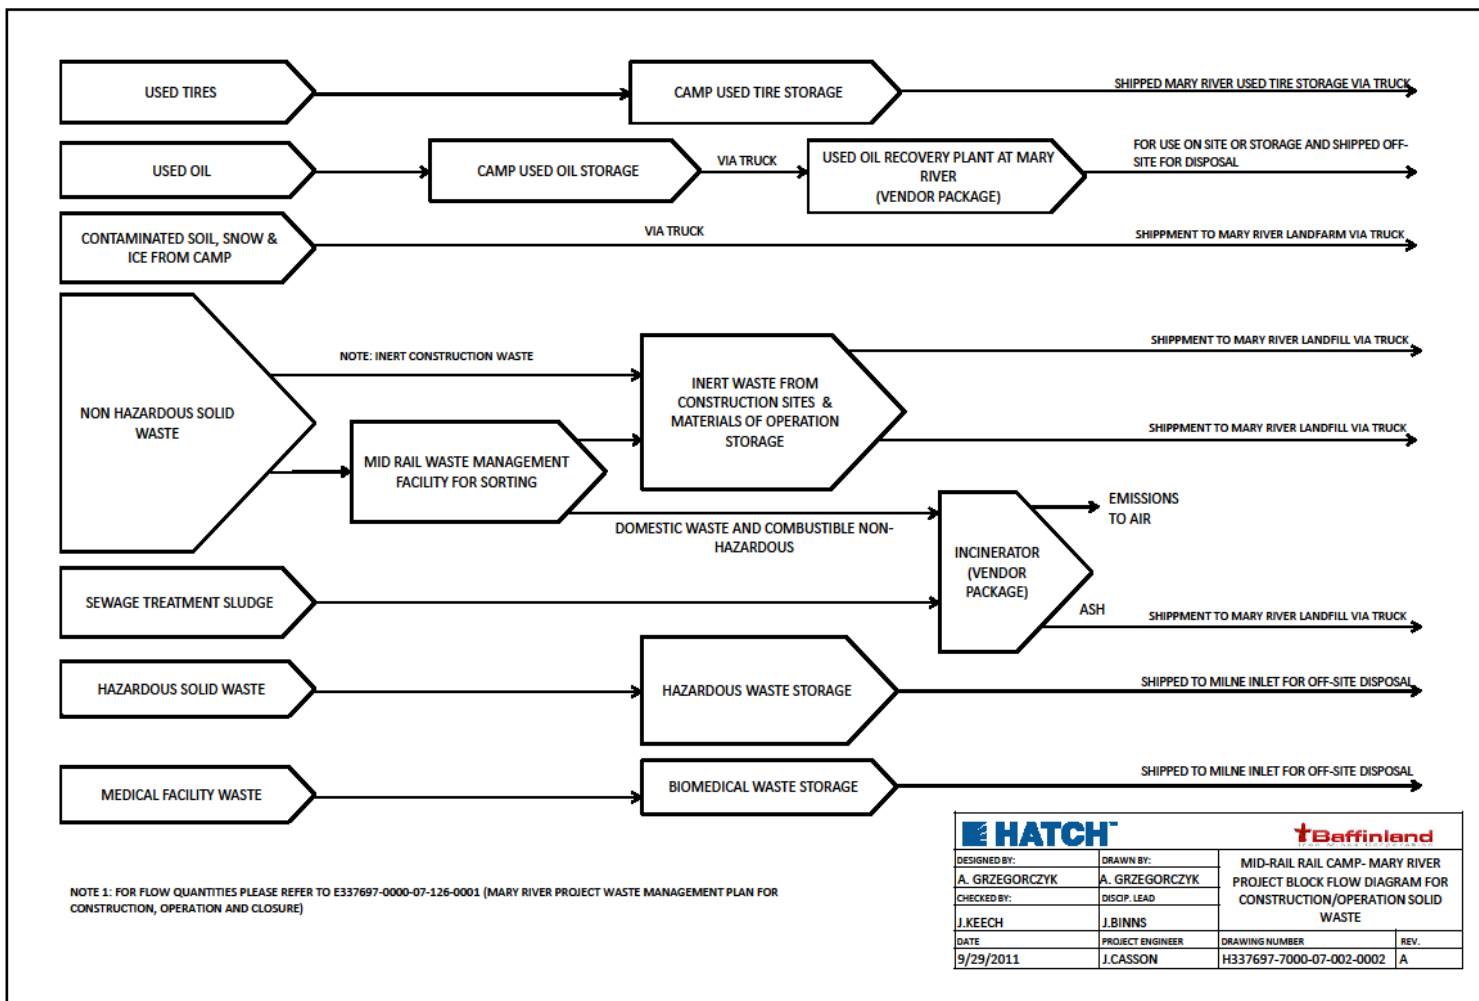 USED TIRES
CAMP USED TIRE STORAGE
SHIPPED MARY RIVER USED TIRE STORAGE VIA TRUCK
USED OIL
CAMP USED OIL STORAGE
VIA TRUCK
USED OIL RECOVERY PLANT AT MARY
RIVER
(VENDOR PACKAGE)
FOR USE ON SITE OR STORAGE AND SHIPPED OFF-
SITE FOR DISPOSAL
CONTAMINATED SOIL, SNOW &
ICE FROM CAMP
VIA TRUCK
SHIPPMENT TO MARY RIVER LANDFARM VIA TRUCK
NON HAZARDOUS SOLID
WASTE
NOTE: INERT CONSTRUCTION WASTE
MID RAIL WASTE MANAGEMENT
FACILITY FOR SORTING
INERT WASTE FROM
CONSTRUCTION SITES &
MATERIALS OF OPERATION
STORAGE
SHIPPMENT TO MARY RIVER LANDFILL VIA TRUCK
SHIPPMENT TO MARY RIVER LANDFILL VIA TRUCK
DOMESTIC WASTE AND COMBUSTIBLE NON-
HAZARDOUS
INCINERATOR
(VENDOR
PACKAGE)
EMISSIONS
TO AIR
SEWAGE TREATMENT SLUDGE
ASH
SHIPPMENT TO MARY RIVER LANDFILL VIA TRUCK
HAZARDOUS SOLID WASTE
HAZARDOUS WASTE STORAGE
SHIPPED TO MILNE INLET FOR OFF-SITE DISPOSAL
MEDICAL FACILITY WASTE
BIOMEDICAL WASTE STORAGE
SHIPPED TO MILNE INLET FOR OFF-SITE DISPOSAL
NOTE 1: FOR FLOW QUANTITIES PLEASE REFER TO E337697-0000-07-126-0001 (MARY RIVER PROJECT WASTE MANAGEMENT PLAN FOR
CONSTRUCTION, OPERATION AND CLOSURE)
HATCH™
Baffinland
Iron Mines Corporation
DESIGNED BY:
DRAWN BY:
A. GRZEGORCZYK
A. GRZEGORCZYK
CHECKED BY:
DISCIP. LEAD
J.KEECH
J.BINNS
MID-RAIL RAIL CAMP- MARY RIVER
PROJECT BLOCK FLOW DIAGRAM FOR
CONSTRUCTION/OPERATION SOLID
WASTE
DATE
PROJECT ENGINEER
DRAWING NUMBER
REV.
9/29/2011
J.CASSON
H337697-7000-07-002-0002
A